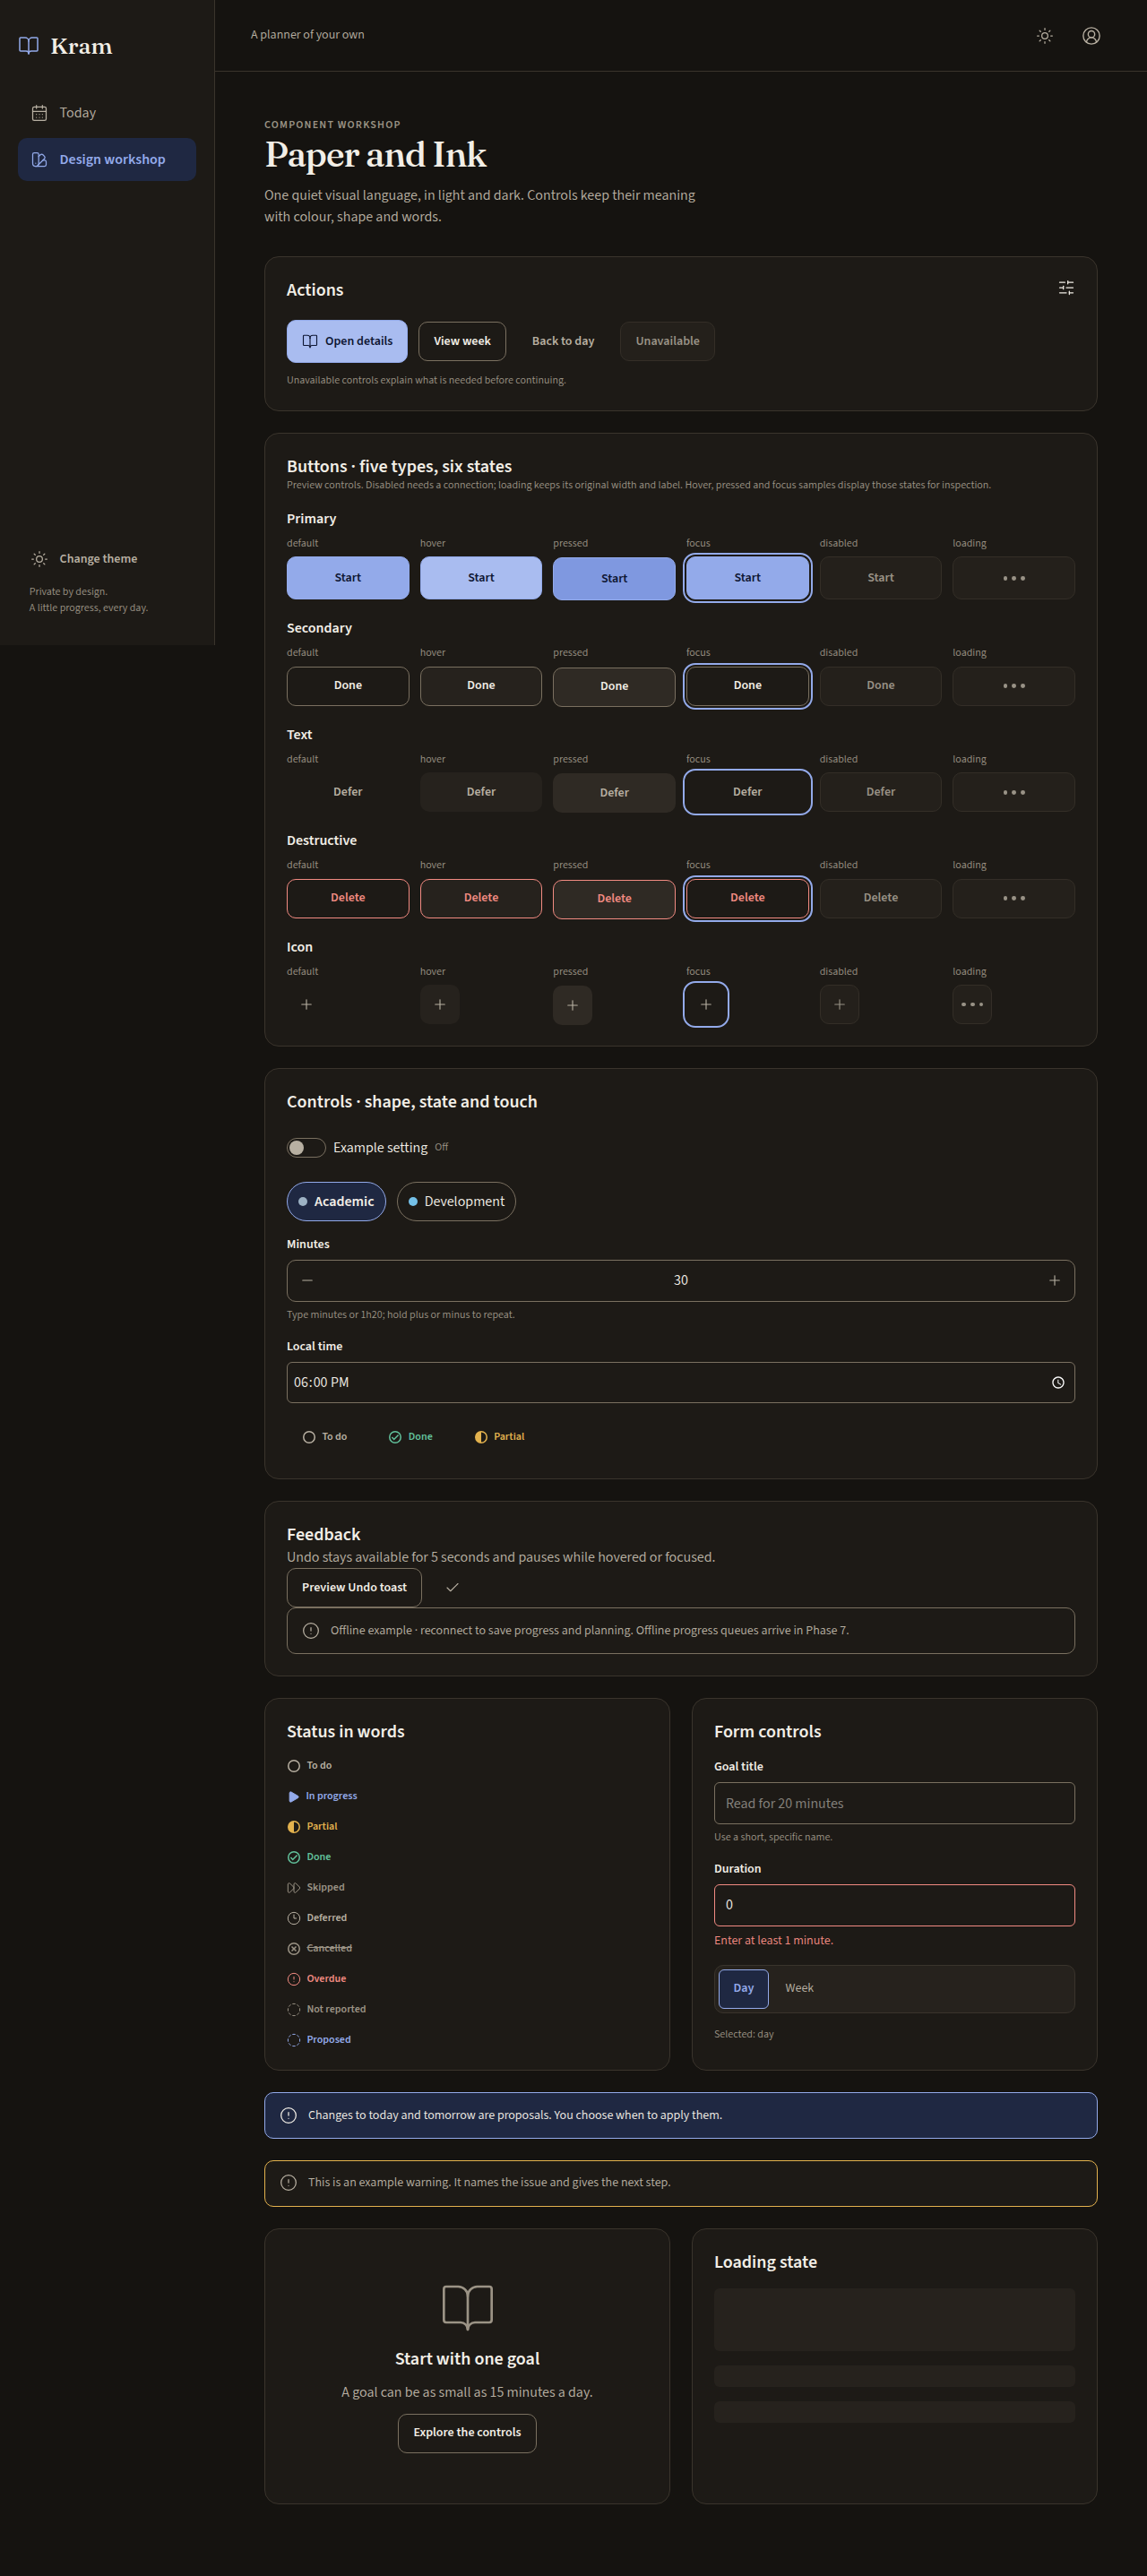 Kram
A planner of your own
Today
Design workshop
Change theme
Private by design.
A little progress, every day.
COMPONENT WORKSHOP
Paper and Ink
One quiet visual language, in light and dark. Controls keep their meaning
with colour, shape and words.
Actions
Open details View week Back to day Unavailable
Unavailable controls explain what is needed before continuing.
Buttons · five types, six states
Preview controls. Disabled needs a connection; loading keeps its original width and label. Hover, pressed and focus samples display those states for inspection.
Primary
default hover pressed focus disabled loading
Start Start Start Start Start
Secondary
default hover pressed focus disabled loading
Done Done Done Done Done
Text
default hover pressed focus disabled loading
Defer Defer Defer Defer Defer
Destructive
default hover pressed focus disabled loading
Delete Delete Delete Delete Delete
Icon
default hover pressed focus disabled loading
Controls · shape, state and touch
Example setting Off
Academic Development
Minutes
30
Type minutes or 1h20; hold plus or minus to repeat.
Local time
06:00 PM
To do Done Partial
Feedback
Undo stays available for 5 seconds and pauses while hovered or focused.
Preview Undo toast
Offline example · reconnect to save progress and planning. Offline progress queues arrive in Phase 7.
Status in words
To do
In progress
Partial
Done
Skipped
Deferred
Cancelled
Overdue
Not reported
Proposed
Form controls
Goal title
Read for 20 minutes
Use a short, specific name.
Duration
0
Enter at least 1 minute.
Day Week
Selected: day
Changes to today and tomorrow are proposals. You choose when to apply them.
This is an example warning. It names the issue and gives the next step.
Start with one goal
A goal can be as small as 15 minutes a day.
Explore the controls
Loading state